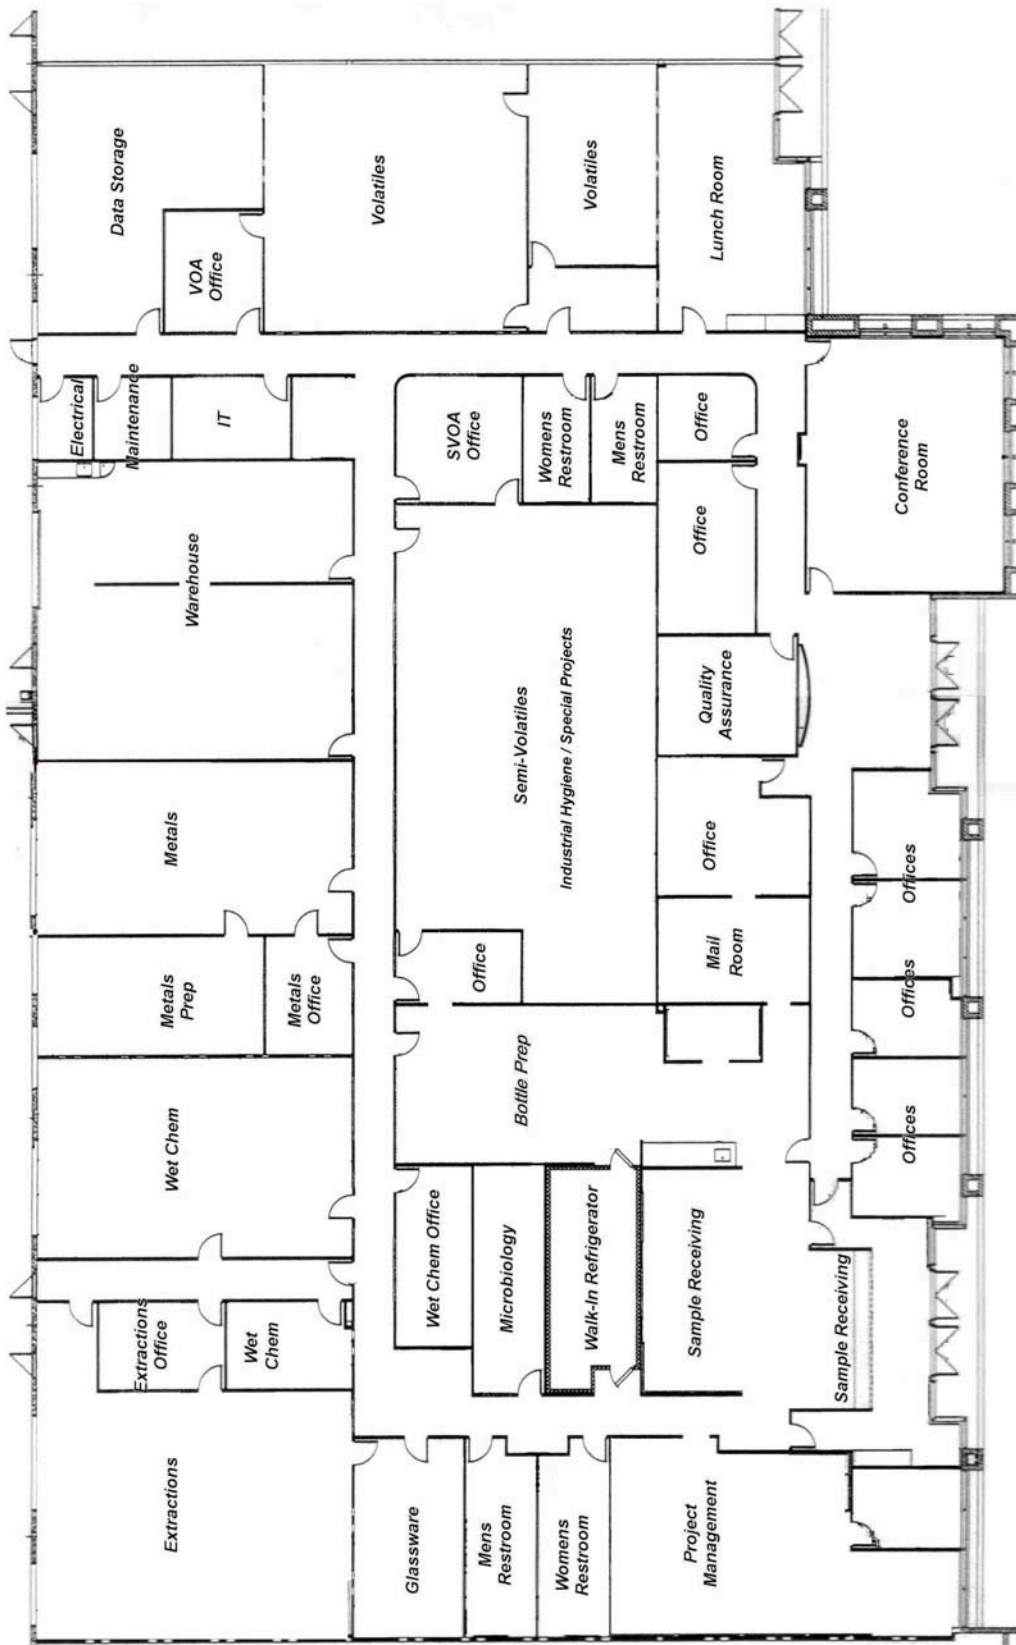 Extractions
Extractions
Office
Wet
Chem
Wet Chem
Metals
Prep
Metals
Office
Metals
Warehouse
Electrical
Maintenance
IT
Data Storage
VOA
Office
Glassware
Mens
Restroom
Womens
Restroom
Wet Chem Office
Microbiology
Walk-In Refrigerator
Bottle Prep
Office
Semi-Volatiles
Industrial Hygiene / Special Projects
SVOA
Office
Womens
Restroom
Mens
Restroom
Volatiles
Volatiles
Project
Management
Sample Receiving
Mail
Room
Office
Quality
Assurance
Office
Office
Lunch Room
Sample Receiving
Offices
Offices
Offices
Conference
Room